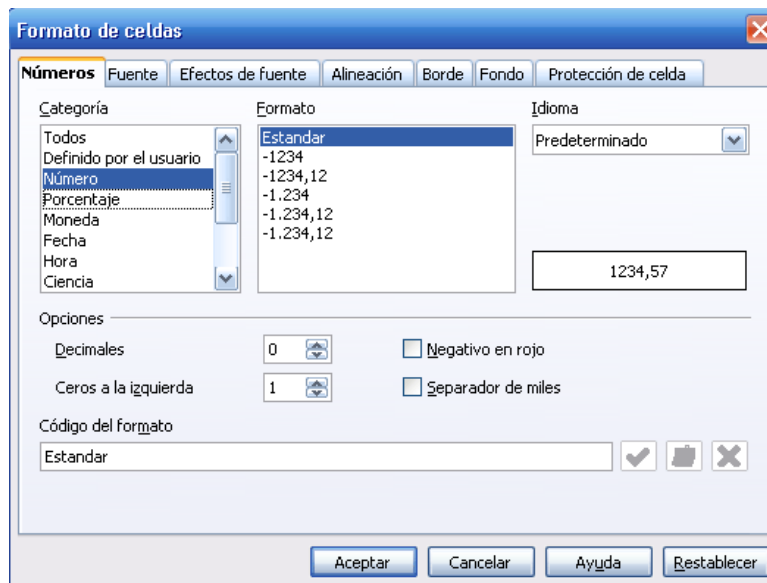 Formato de celdas
Números Fuente Efectos de fuente Alineación Borde Fondo Protección de celda
Categoría
Todos
Definido por el usuario
Número
Porcentaje
Moneda
Fecha
Hora
Ciencia
Formato
Estandar
-1234
-1234,12
-1.234
-1.234,12
-1.234,12
Idioma
Predeterminado
1234,57
Opciones
Decimales 0 Negativo en rojo
Ceros a la izquierda 1 Separador de miles
Código del formato
Estandar
Aceptar Cancelar Ayuda Restablecer